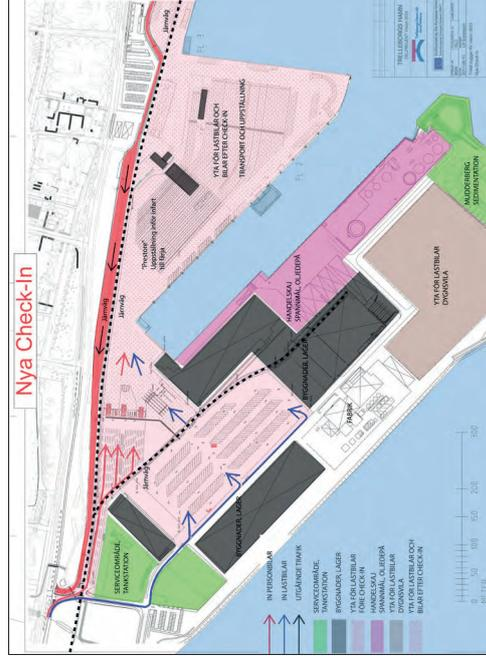 Nya Check-In
Järnväg
Järnväg
Järnväg
Järnväg
"Prestore"
Uppställning inför infart
till färja
YTA FÖR LASTBILAR OCH
BILAR EFTER CHECK-IN
TRANSPORT OCH UPPSTÄLLNING
TRELLEBORGS HAMN
SERVICEOMRÅDE,
TANKSTATION
BYGGNADER, LAGER
BYGGNADER, LAGER
HANDELSKAJ
SPANNMÅL, OLJEDEPÅ
FABRIK
YTA FÖR LASTBILAR
DYGNSVILA
MUDDERBERG
SEDIMENTATION
IN PERSONBILAR
IN LASTBILAR
UTGÅENDE TRAFIK
SERVICEOMRÅDE,
TANKSTATION
BYGGNADER, LAGER
YTA FÖR LASTBILAR
FÖRE CHECK-IN
HANDELSKAJ
SPANNMÅL, OLJEDEPÅ
YTA FÖR LASTBILAR
DYGNSVILA
YTA FÖR LASTBILAR OCH
BILAR EFTER CHECK-IN
0 50 100 150 200 300
METER